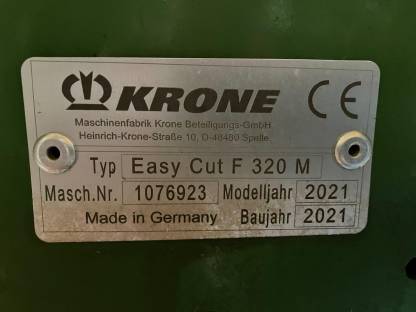 KRONE CE
Maschinenfabrik Krone Beteiligungs-GmbH
Heinrich-Krone-Straße 10, D-48480 Spelle
Typ Easy Cut F 320 M
Masch.Nr. 1076923 Modelljahr 2021
Made in Germany Baujahr 2021